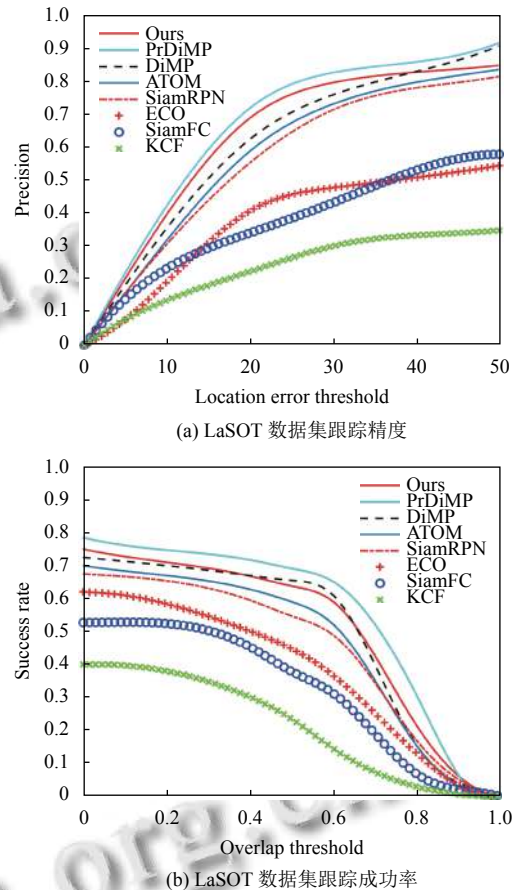 1.0
0.9
0.8
0.7
0.6
0.5
0.4
0.3
0.2
0.1
0
Precision
Ours
PrDiMP
DiMP
ATOM
SiamRPN
ECO
SiamFC
KCF
0 10 20 30 40 50
Location error threshold
(a) LaSOT 数据集跟踪精度
1.0
0.9
0.8
0.7
0.6
0.5
0.4
0.3
0.2
0.1
0
Success rate
Ours
PrDiMP
DiMP
ATOM
SiamRPN
ECO
SiamFC
KCF
0 0.2 0.4 0.6 0.8 1.0
Overlap threshold
(b) LaSOT 数据集跟踪成功率